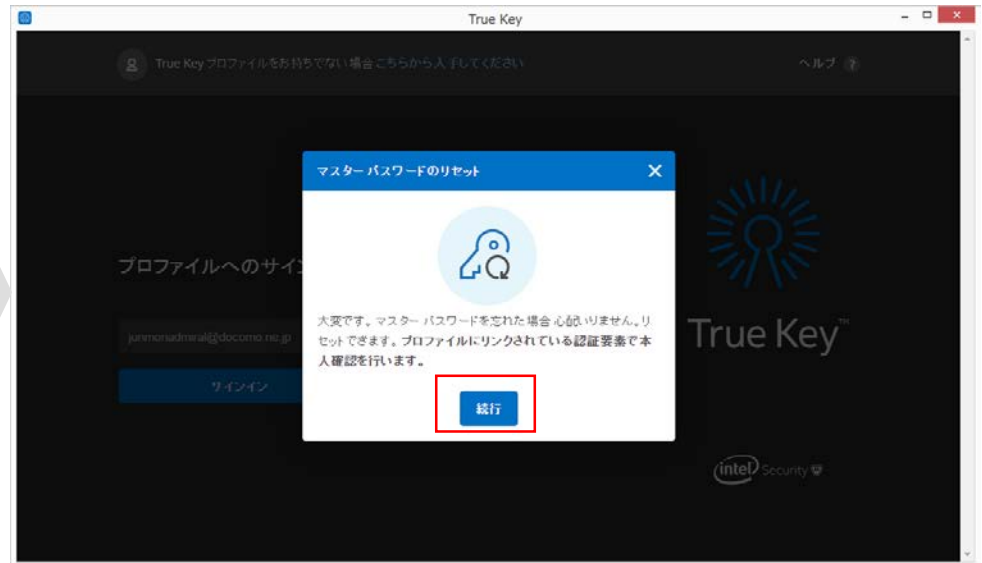 True Key
True Key プロファイルをお持ちでない場合こちらから入手してください
ヘルプ ?
マスター パスワードのリセット
プロファイルへのサイ
大変です。マスター パスワードを忘れた場合 心配いりません。リ
セットできます。プロファイルにリンクされている認証要素で本
人確認を行います。
True Key™
サインイン
続行
intel Security